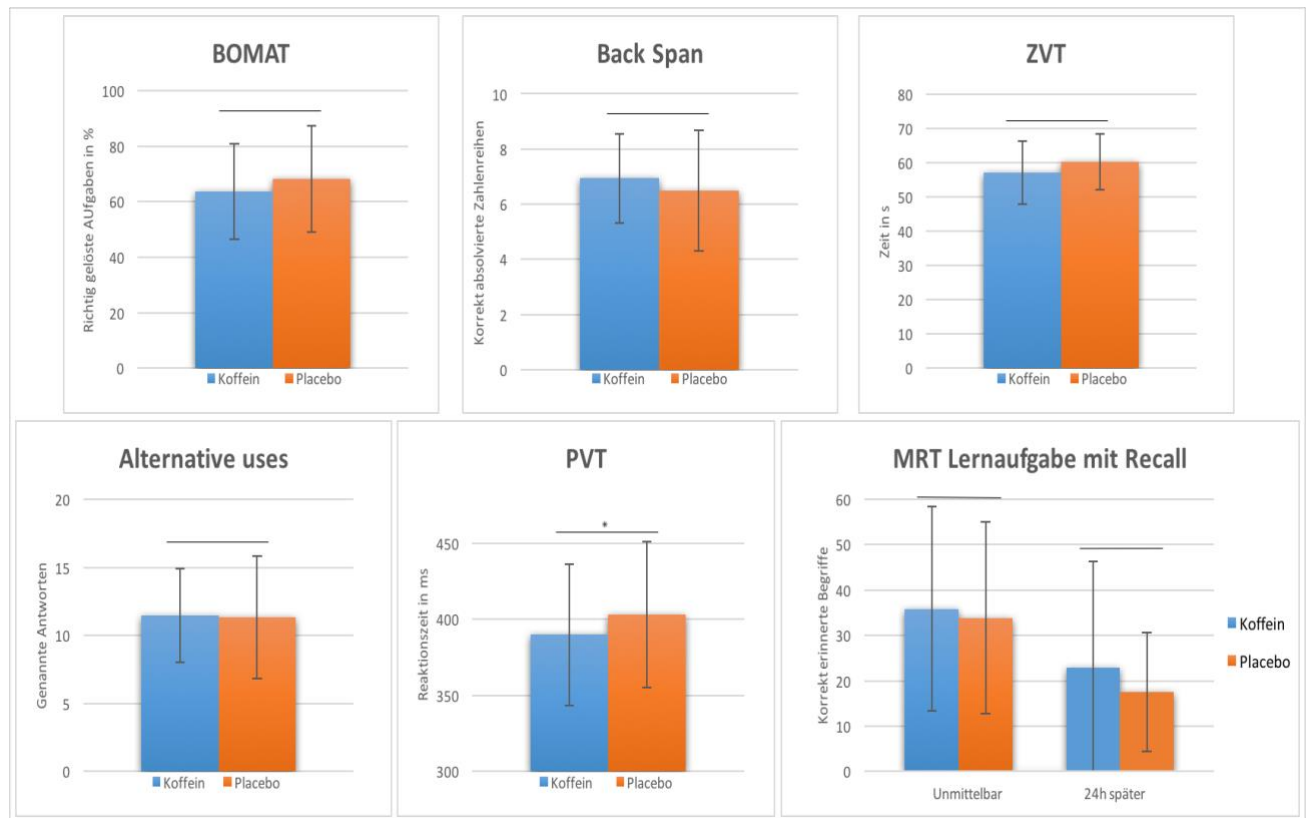 BOMAT
Richtig gelöste AUfgaben in %
100
80
60
40
20
0
Koffein Placebo
Back Span
Korrekt absolvierte Zahlenreihen
10
8
6
4
2
0
Koffein Placebo
ZVT
Zeit in s
80
70
60
50
40
30
20
10
0
Koffein Placebo
Alternative uses
Genannte Antworten
20
15
10
5
0
Koffein Placebo
PVT
Reaktionszeit in ms
*
450
400
350
300
Koffein Placebo
MRT Lernaufgabe mit Recall
Korrekt erinnerte Begriffe
60
50
40
30
20
10
0
Unmittelbar 24h später
Koffein
Placebo